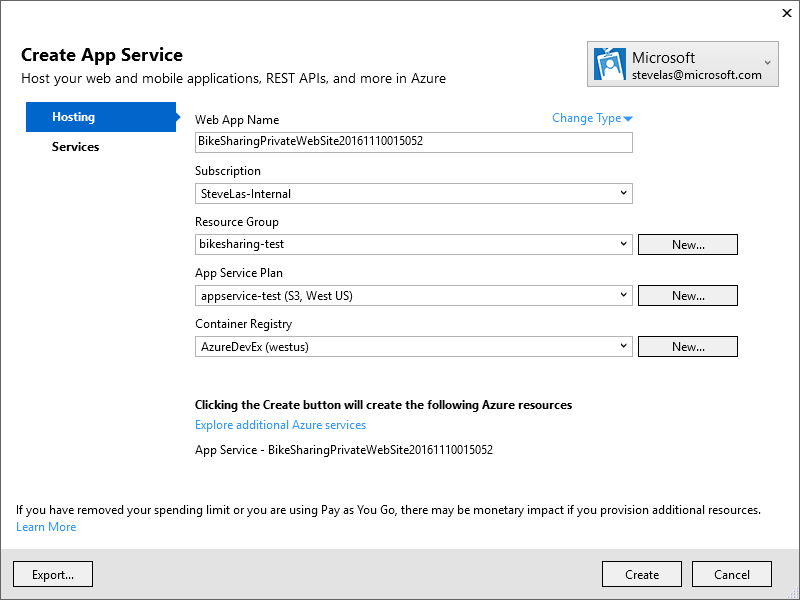 Create App Service
Host your web and mobile applications, REST APIs, and more in Azure
Microsoft
stevelas@microsoft.com
Hosting
Services
Web App Name
Change Type
BikeSharingPrivateWebSite20161110015052
Subscription
SteveLas-Internal
Resource Group
bikesharing-test
New...
App Service Plan
appservice-test (S3, West US)
New...
Container Registry
AzureDevEx (westus)
New...
Clicking the Create button will create the following Azure resources
Explore additional Azure services
App Service - BikeSharingPrivateWebSite20161110015052
If you have removed your spending limit or you are using Pay as You Go, there may be monetary impact if you provision additional resources.
Learn More
Export...
Create
Cancel